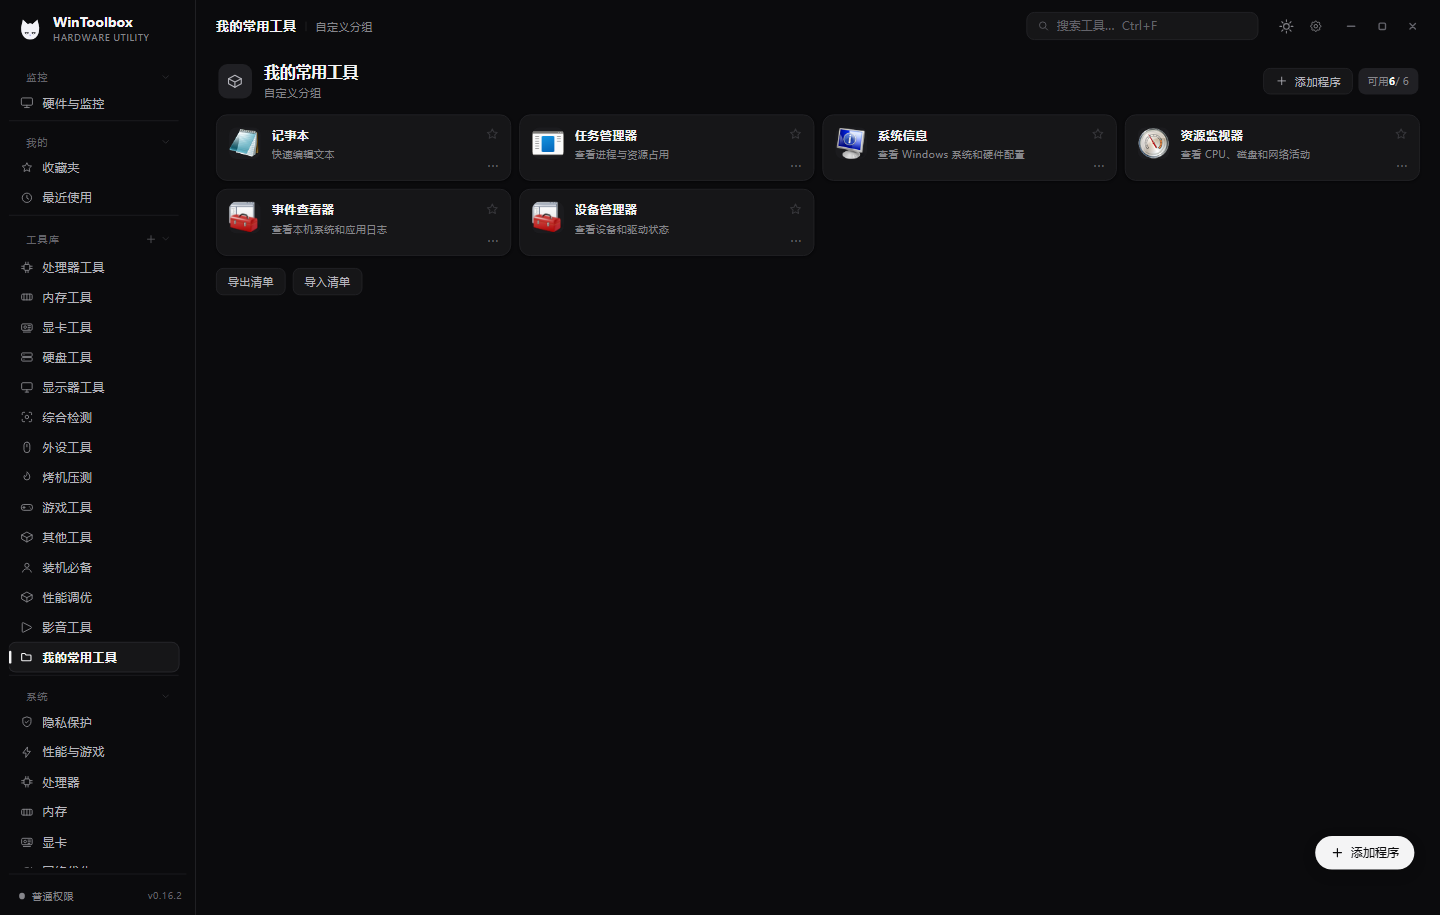 WinToolbox
HARDWARE UTILITY
监控
硬件与监控
我的
收藏夹
最近使用
工具库
处理器工具
内存工具
显卡工具
硬盘工具
显示器工具
综合检测
外设工具
烤机压测
游戏工具
其他工具
装机必备
性能调优
影音工具
我的常用工具
系统
隐私保护
性能与游戏
处理器
内存
显卡
普通权限 v0.16.2
我的常用工具 自定义分组
搜索工具... Ctrl+F
我的常用工具
自定义分组
添加程序 可用6/ 6
记事本
快速编辑文本
任务管理器
查看进程与资源占用
系统信息
查看 Windows 系统和硬件配置
资源监视器
查看 CPU、磁盘和网络活动
事件查看器
查看本机系统和应用日志
设备管理器
查看设备和驱动状态
导出清单 导入清单
添加程序